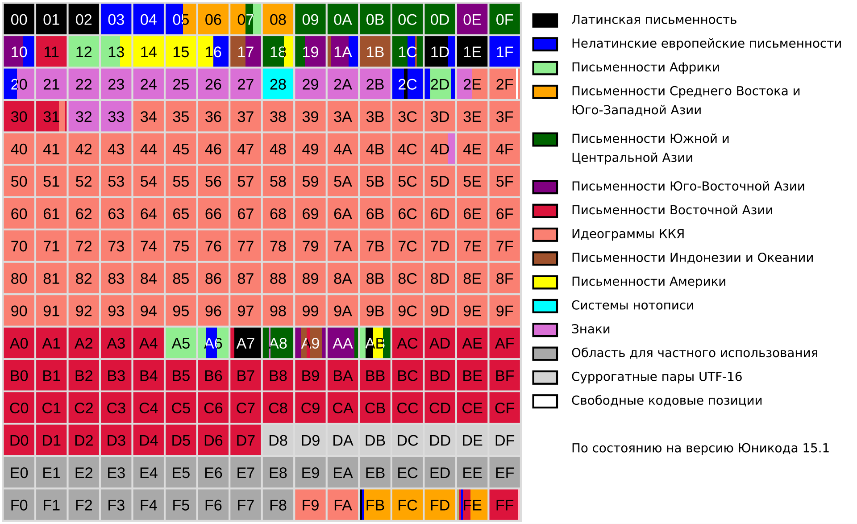 00 01 02 03 04 05 06 07 08 09 0A 0B 0C 0D 0E 0F
10 11 12 13 14 15 16 17 18 19 1A 1B 1C 1D 1E 1F
20 21 22 23 24 25 26 27 28 29 2A 2B 2C 2D 2E 2F
30 31 32 33 34 35 36 37 38 39 3A 3B 3C 3D 3E 3F
40 41 42 43 44 45 46 47 48 49 4A 4B 4C 4D 4E 4F
50 51 52 53 54 55 56 57 58 59 5A 5B 5C 5D 5E 5F
60 61 62 63 64 65 66 67 68 69 6A 6B 6C 6D 6E 6F
70 71 72 73 74 75 76 77 78 79 7A 7B 7C 7D 7E 7F
80 81 82 83 84 85 86 87 88 89 8A 8B 8C 8D 8E 8F
90 91 92 93 94 95 96 97 98 99 9A 9B 9C 9D 9E 9F
A0 A1 A2 A3 A4 A5 A6 A7 A8 A9 AA AB AC AD AE AF
B0 B1 B2 B3 B4 B5 B6 B7 B8 B9 BA BB BC BD BE BF
C0 C1 C2 C3 C4 C5 C6 C7 C8 C9 CA CB CC CD CE CF
D0 D1 D2 D3 D4 D5 D6 D7 D8 D9 DA DB DC DD DE DF
E0 E1 E2 E3 E4 E5 E6 E7 E8 E9 EA EB EC ED EE EF
F0 F1 F2 F3 F4 F5 F6 F7 F8 F9 FA FB FC FD FE FF
Латинская письменность
Нелатинские европейские письменности
Письменности Африки
Письменности Среднего Востока и
Юго-Западной Азии
Письменности Южной и
Центральной Азии
Письменности Юго-Восточной Азии
Письменности Восточной Азии
Идеограммы ККЯ
Письменности Индонезии и Океании
Письменности Америки
Системы нотописи
Знаки
Область для частного использования
Суррогатные пары UTF-16
Свободные кодовые позиции
По состоянию на версию Юникода 15.1